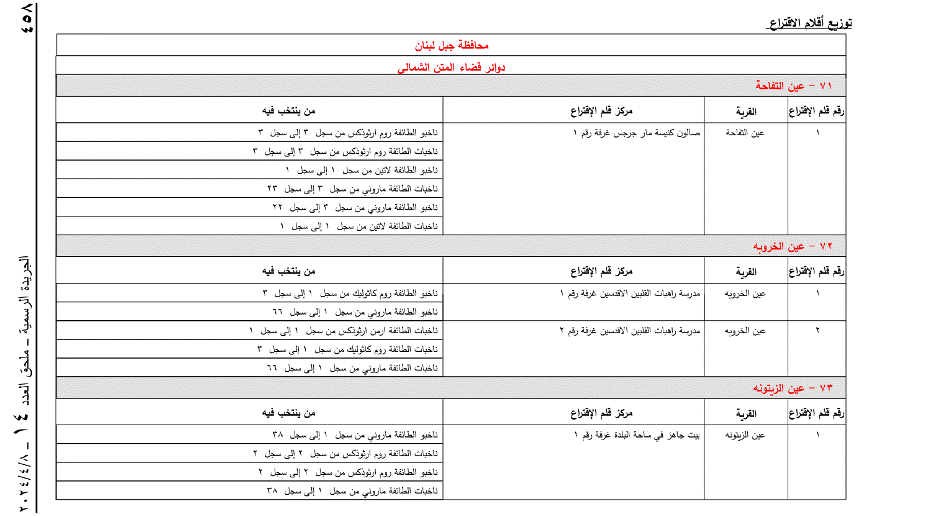 توزيع أقلام الاقتراع
٤٥٨
محافظة جبل لبنان
دوائر قضاء المتن الشمالي
٧١ - عين التفاحة
رقم قلم الإقتراع القرية مركز قلم الإقتراع من ينتخب فيه
١ عين التفاحة صالون كنيسة مار جرجس غرفة رقم ١ ناخبو الطائفة روم ارثوذكس من سجل ٣ إلى سجل ٣
ناخبات الطائفة روم ارثوذكس من سجل ٣ إلى سجل ٣
ناخبو الطائفة لاتين من سجل ١ إلى سجل ١
ناخبات الطائفة ماروني من سجل ٣ إلى سجل ٢٣
ناخبو الطائفة ماروني من سجل ٣ إلى سجل ٢٢
ناخبات الطائفة لاتين من سجل ١ إلى سجل ١
٧٢ - عين الخروبه
رقم قلم الإقتراع القرية مركز قلم الإقتراع من ينتخب فيه
١ عين الخروبه مدرسة راهبات القلبين الاقدسين غرفة رقم ١ ناخبو الطائفة روم كاثوليك من سجل ١ إلى سجل ٣
ناخبو الطائفة ماروني من سجل ١ إلى سجل ٦٦
٢ عين الخروبه مدرسة راهبات القلبين الاقدسين غرفة رقم ٢ ناخبو الطائفة ارمن ارثوذكس من سجل ١ إلى سجل ١
ناخبات الطائفة روم كاثوليك من سجل ١ إلى سجل ٣
ناخبات الطائفة ماروني من سجل ١ إلى سجل ٦٦
٧٣ - عين الزيتونه
رقم قلم الإقتراع القرية مركز قلم الإقتراع من ينتخب فيه
١ عين الزيتونه بيت جاهز في ساحة البلدة غرفة رقم ١ ناخبو الطائفة ماروني من سجل ١ إلى سجل ٣٨
ناخبات الطائفة روم ارثوذكس من سجل ٢ إلى سجل ٢
ناخبو الطائفة روم ارثوذكس من سجل ٢ إلى سجل ٢
ناخبات الطائفة ماروني من سجل ١ إلى سجل ٣٨
الجريدة الرسمية - ملحق العدد ١٤ - ٢٠٢٤/٤/٨